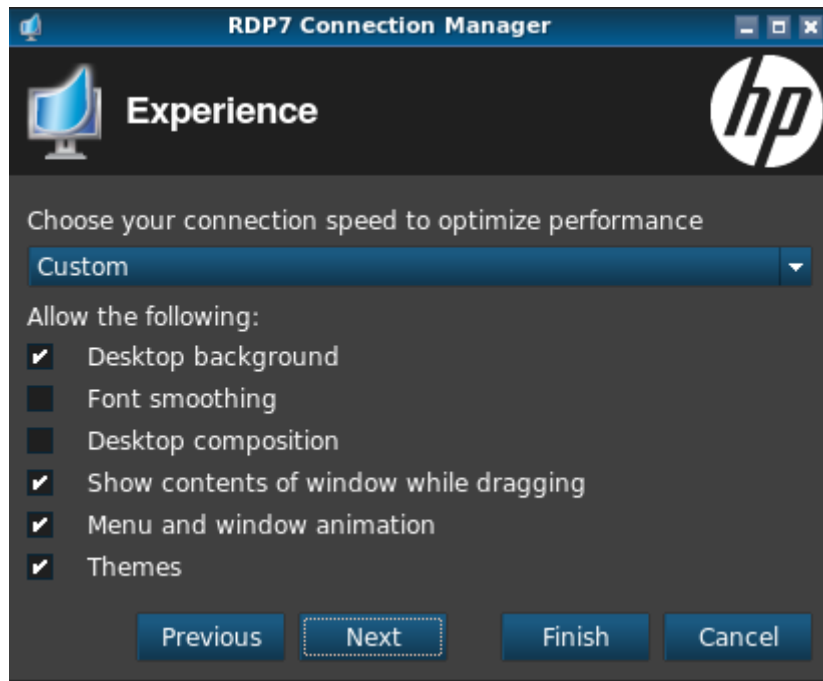 RDP7 Connection Manager
Experience
hp
Choose your connection speed to optimize performance
Custom
Allow the following:
Desktop background
Font smoothing
Desktop composition
Show contents of window while dragging
Menu and window animation
Themes
Previous Next Finish Cancel